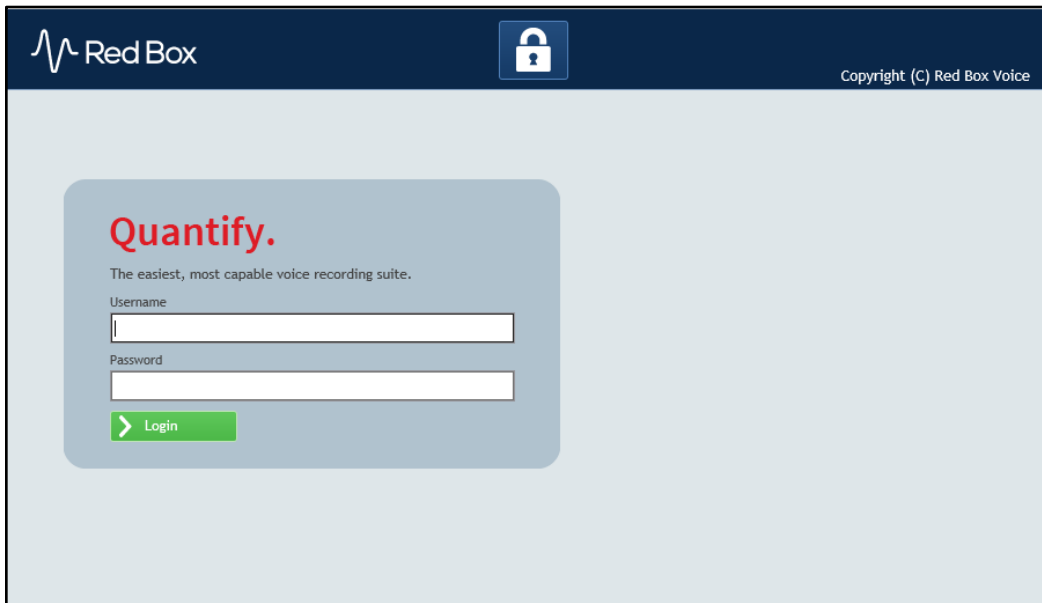 Red Box
Copyright (C) Red Box Voice
Quantify.
The easiest, most capable voice recording suite.
Username
Password
Login